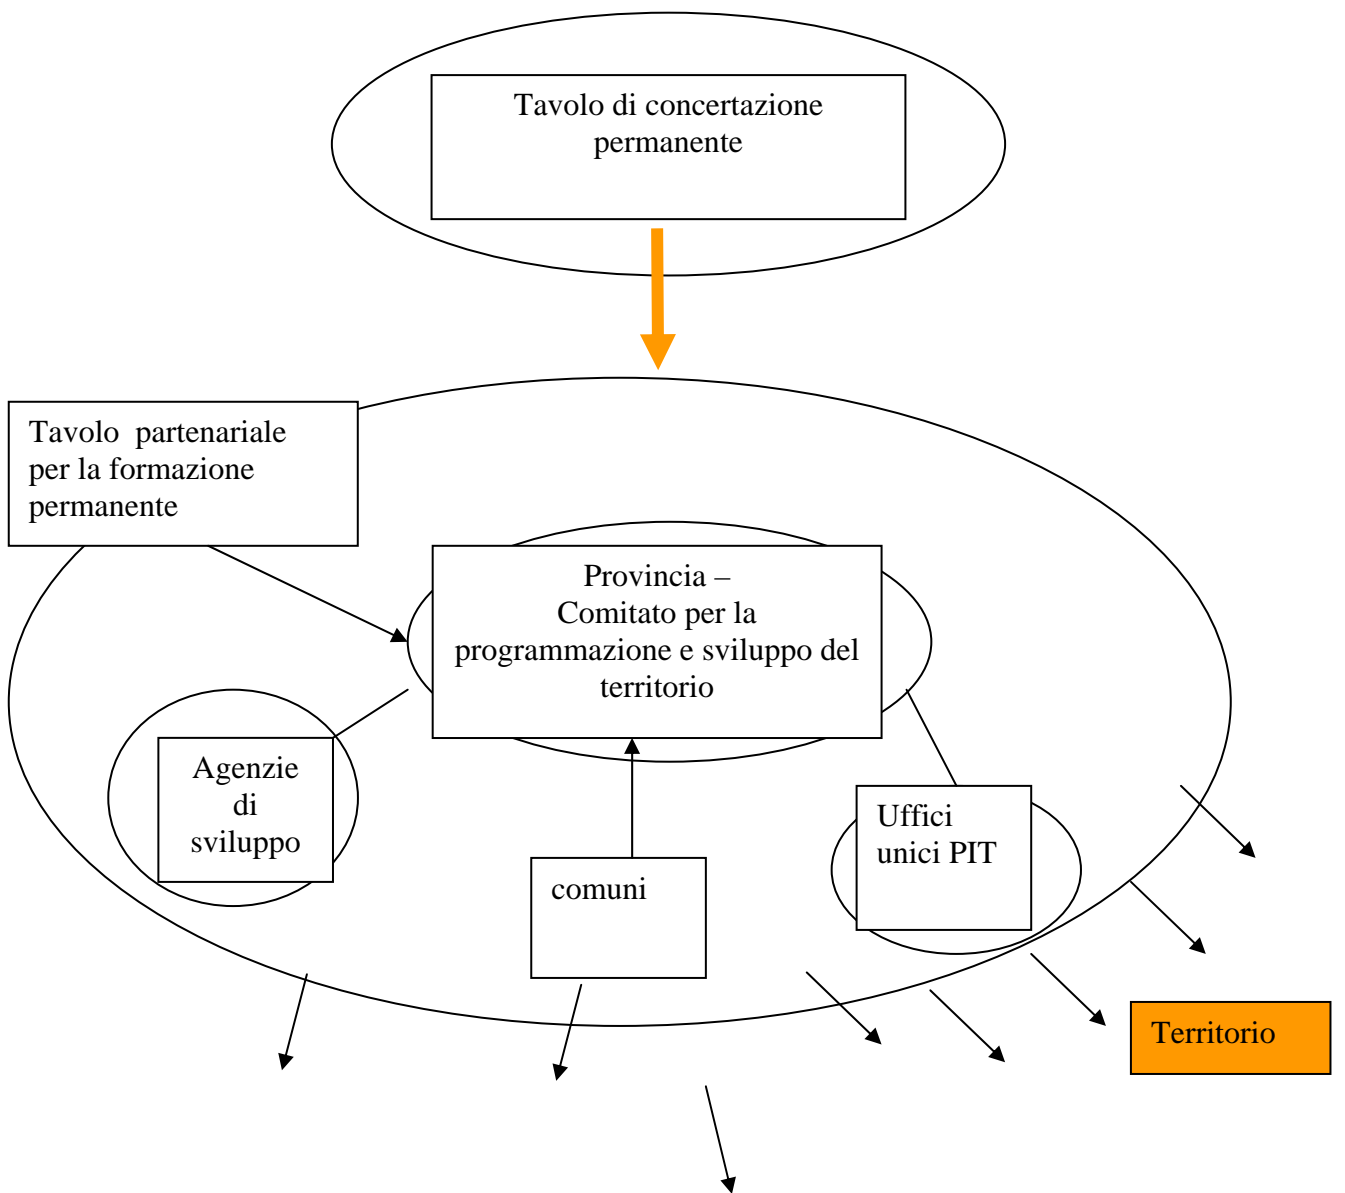 Tavolo di concertazione
permanente
Tavolo  partenariale
per la formazione
permanente
Provincia –
Comitato per la
programmazione e sviluppo del
territorio
Agenzie
di
sviluppo
comuni
Uffici
unici PIT
Territorio